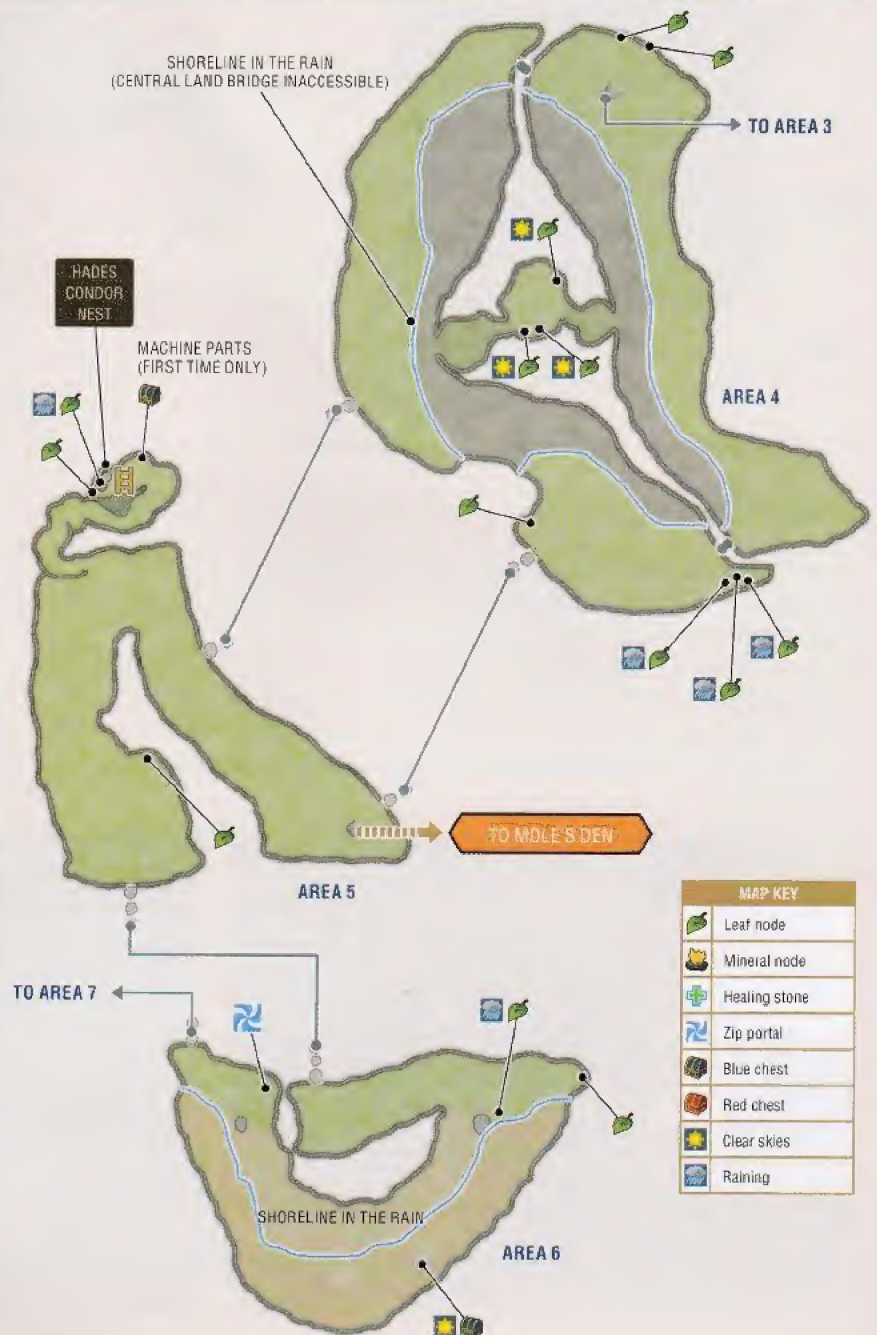 SHORELINE IN THE RAIN
(CENTRAL LAND BRIDGE INACCESSIBLE)
TO AREA 3
HADES
CONDOR
NEST
MACHINE PARTS
(FIRST TIME ONLY)
AREA 4
TO MOLE'S DEN
AREA 5
MAP KEY
Leaf node
Mineral node
Healing stone
Zip portal
Blue chest
Red chest
Clear skies
Raining
TO AREA 7
SHORELINE IN THE RAIN
AREA 6